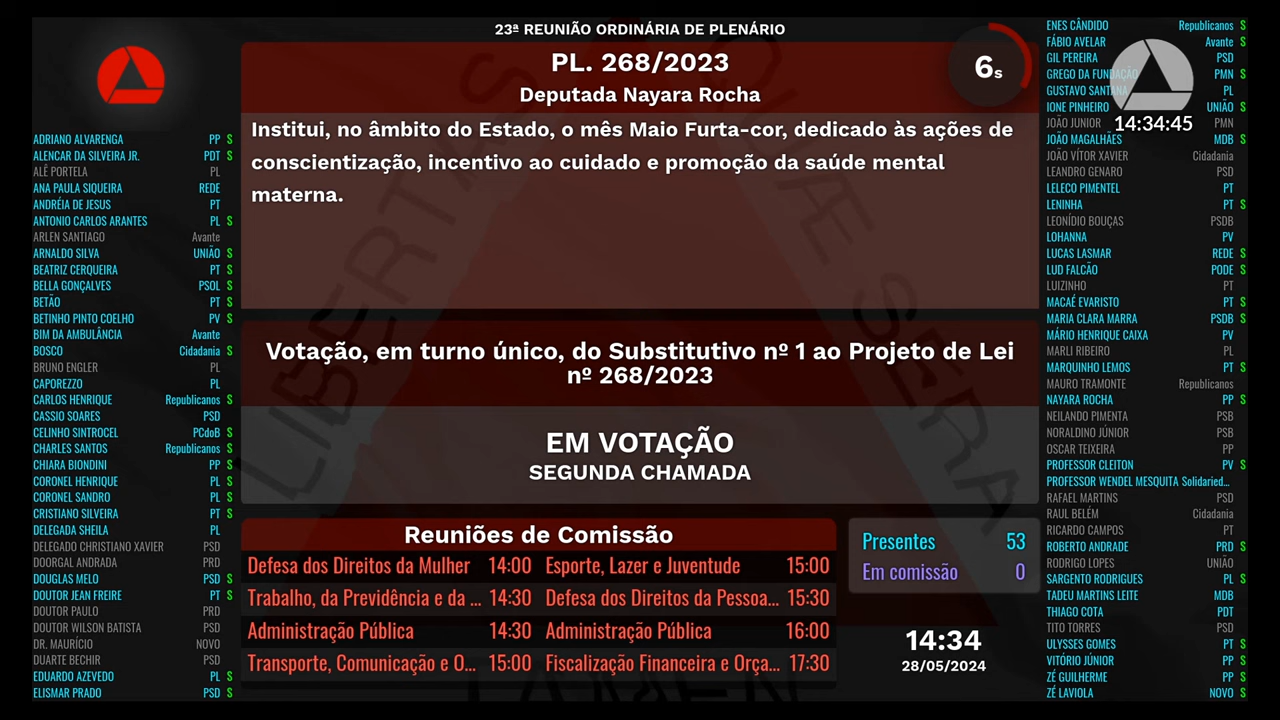 23ª REUNIÃO ORDINÁRIA DE PLENÁRIO
PL. 268/2023
Deputada Nayara Rocha
6s
Institui, no âmbito do Estado, o mês Maio Furta-cor, dedicado às ações de
conscientização, incentivo ao cuidado e promoção da saúde mental
materna.
Votação, em turno único, do Substitutivo nº 1 ao Projeto de Lei
nº 268/2023
EM VOTAÇÃO
SEGUNDA CHAMADA
Reuniões de Comissão
Defesa dos Direitos da Mulher 14:00 Esporte, Lazer e Juventude 15:00
Trabalho, da Previdência e da ... 14:30 Defesa dos Direitos da Pessoa... 15:30
Administração Pública 14:30 Administração Pública 16:00
Transporte, Comunicação e O... 15:00 Fiscalização Financeira e Orça... 17:30
Presentes 53
Em comissão 0
14:34
28/05/2024
ADRIANO ALVARENGA PP S
ALENCAR DA SILVEIRA JR. PDT S
ALÊ PORTELA PL
ANA PAULA SIQUEIRA REDE
ANDRÉIA DE JESUS PT
ANTONIO CARLOS ARANTES PL S
ARLEN SANTIAGO Avante
ARNALDO SILVA UNIÃO S
BEATRIZ CERQUEIRA PT S
BELLA GONÇALVES PSOL S
BETÃO PT S
BETINHO PINTO COELHO PV S
BIM DA AMBULÂNCIA Avante
BOSCO Cidadania S
BRUNO ENGLER PL
CAPOREZZO PL
CARLOS HENRIQUE Republicanos S
CASSIO SOARES PSD
CELINHO SINTROCEL PCdoB S
CHARLES SANTOS Republicanos S
CHIARA BIONDINI PP S
CORONEL HENRIQUE PL S
CORONEL SANDRO PL S
CRISTIANO SILVEIRA PT S
DELEGADA SHEILA PL
DELEGADO CHRISTIANO XAVIER PSD
DOORGAL ANDRADA PRD
DOUGLAS MELO PSD S
DOUTOR JEAN FREIRE PT S
DOUTOR PAULO PRD
DOUTOR WILSON BATISTA PSD
DR. MAURÍCIO NOVO
DUARTE BECHIR PSD
EDUARDO AZEVEDO PL S
ELISMAR PRADO PSD S
ENES CÂNDIDO Republicanos S
FÁBIO AVELAR Avante S
GIL PEREIRA PSD
GREGO DA FUNDAÇÃO PMN S
GUSTAVO SANTANA PL
IONE PINHEIRO UNIÃO S
JOÃO JUNIOR PMN
14:34:45
JOÃO MAGALHÃES MDB S
JOÃO VÍTOR XAVIER Cidadania
LEANDRO GENARO PSD
LELECO PIMENTEL PT
LENINHA PT S
LEONÍDIO BOUÇAS PSDB
LOHANNA PV
LUCAS LASMAR REDE S
LUD FALCÃO PODE S
LUIZINHO PT
MACAÉ EVARISTO PT S
MARIA CLARA MARRA PSDB S
MÁRIO HENRIQUE CAIXA PV
MARLI RIBEIRO PL
MARQUINHO LEMOS PT S
MAURO TRAMONTE Republicanos
NAYARA ROCHA PP S
NEILANDO PIMENTA PSB
NORALDINO JÚNIOR PSB
OSCAR TEIXEIRA PP
PROFESSOR CLEITON PV S
PROFESSOR WENDEL MESQUITA Solidaried...
RAFAEL MARTINS PSD
RAUL BELÉM Cidadania
RICARDO CAMPOS PT
ROBERTO ANDRADE PRD S
RODRIGO LOPES UNIÃO
SARGENTO RODRIGUES PL S
TADEU MARTINS LEITE MDB
THIAGO COTA PDT
TITO TORRES PSD
ULYSSES GOMES PT S
VITÓRIO JÚNIOR PP S
ZÉ GUILHERME PP S
ZÉ LAVIOLA NOVO S